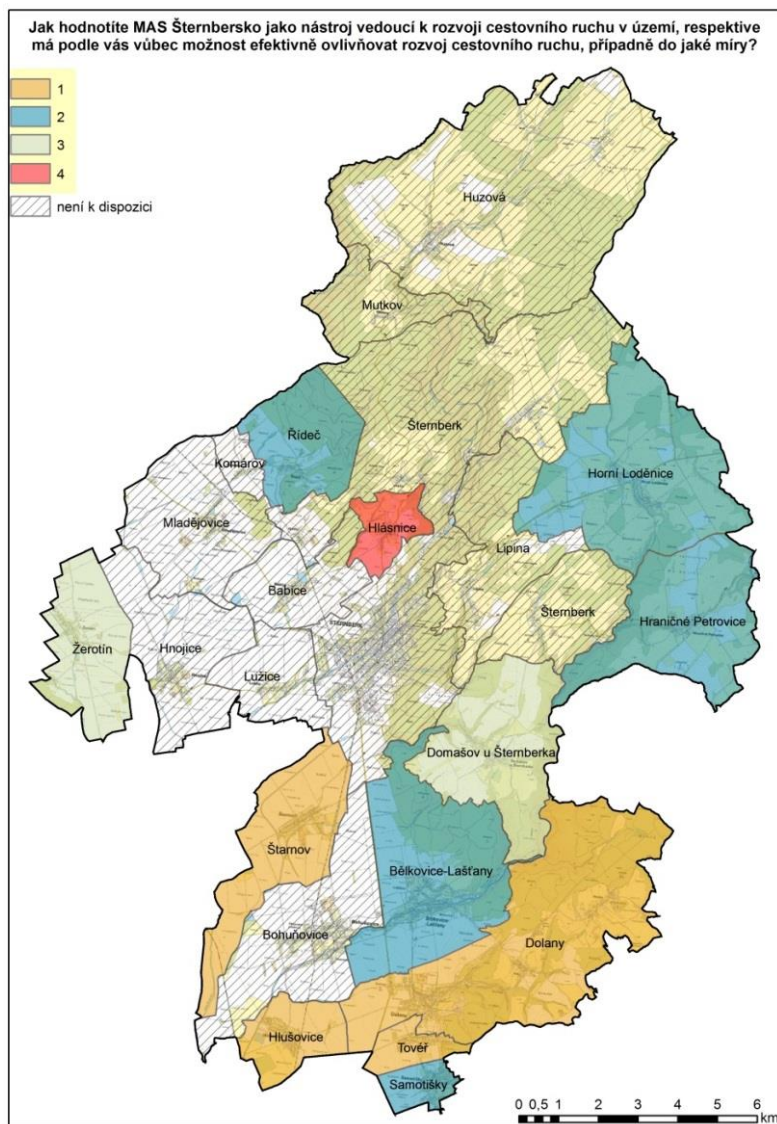 Jak hodnotíte MAS Šternbersko jako nástroj vedoucí k rozvoji cestovního ruchu v území, respektive
má podle vás vůbec možnost efektivně ovlivňovat rozvoj cestovního ruchu, případně do jaké míry?
1
2
3
4
není k dispozici
Huzová
Mutkov
Řídeč
Šternberk
Komárov
Horní Loděnice
Mladějovice
Hlásnice
Lipina
Babice
Šternberk
Žerotín
Hnojice
Hraničné Petrovice
Lužice
ŠTERNBERK
Domašov u Šternberka
Štarnov
Bělkovice-Lašťany
Bohuňovice
Dolany
Hlušovice
Tovéř
Samotišky
0 0,5 1 2 3 4 5 6
km